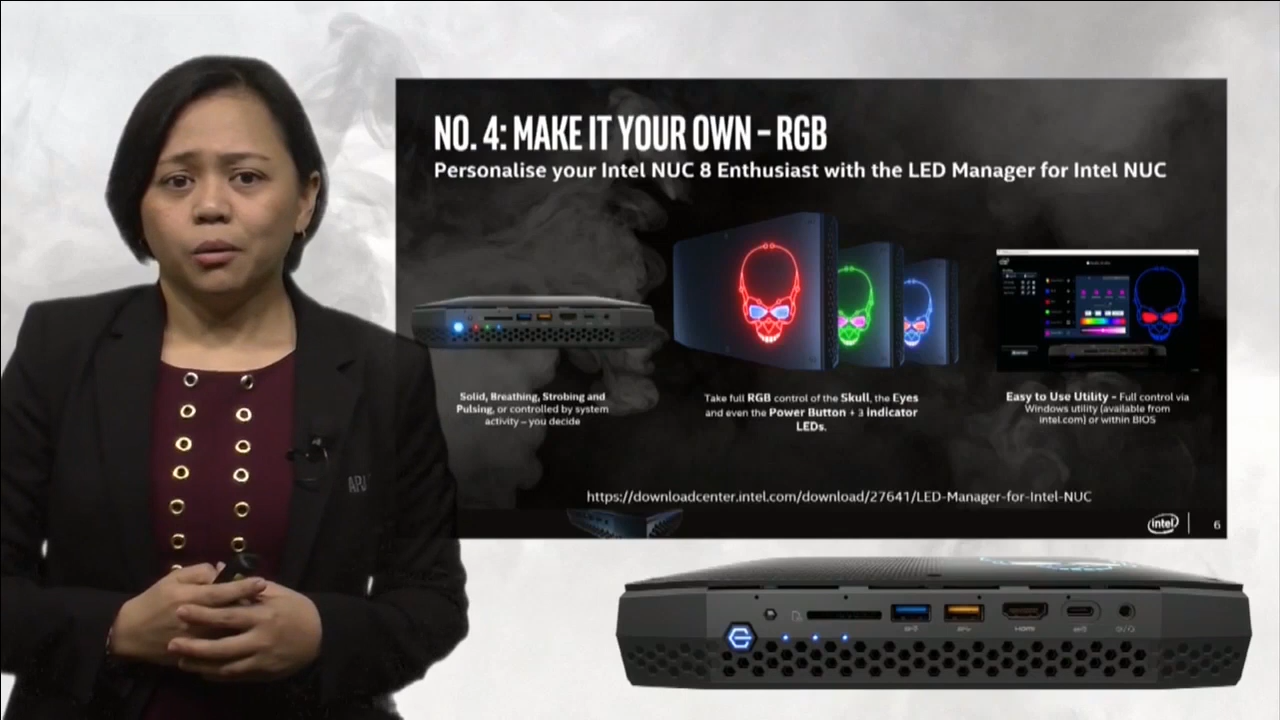 NO. 4: MAKE IT YOUR OWN – RGB
Personalise your Intel NUC 8 Enthusiast with the LED Manager for Intel NUC
Solid, Breathing, Strobing and
Pulsing, or controlled by system
activity – you decide
Take full RGB control of the Skull, the Eyes
and even the Power Button + 3 indicator
LEDs.
Easy to Use Utility – Full control via
Windows utility (available from
intel.com) or within BIOS
https://downloadcenter.intel.com/download/27641/LED-Manager-for-Intel-NUC
intel
6
HDMI